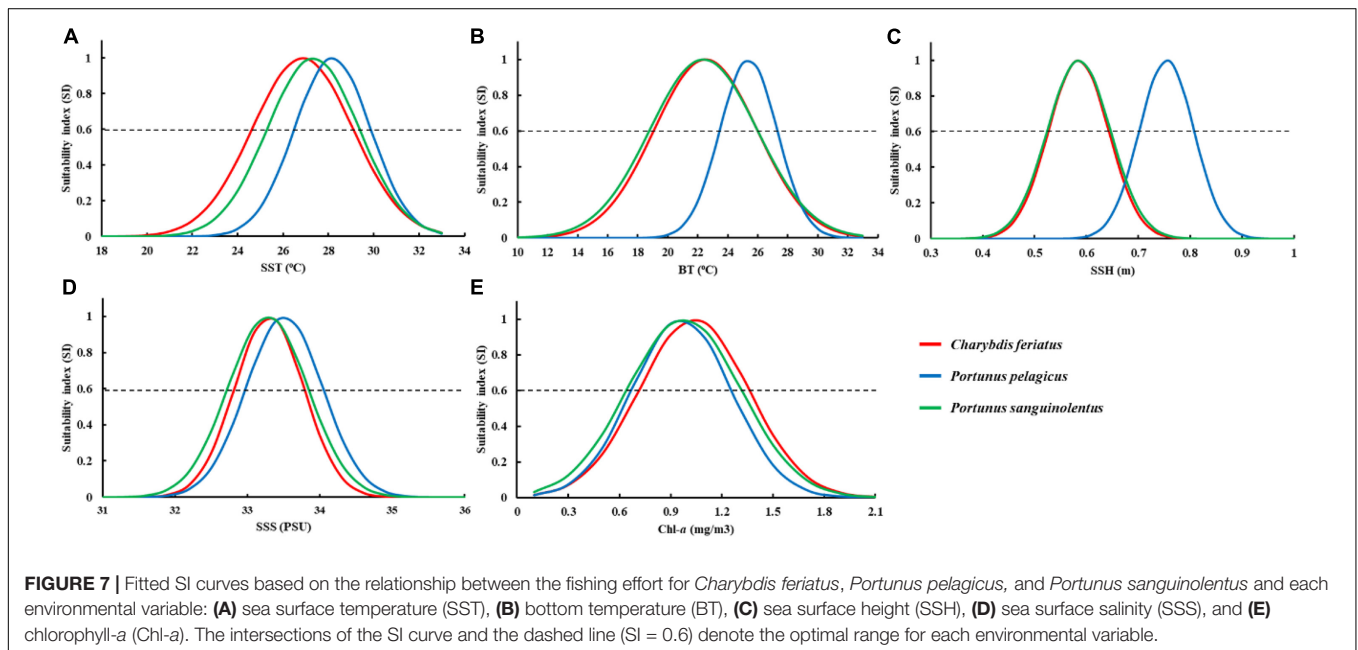 A
Suitability index (SI)
1
0.8
0.6
0.4
0.2
0
18 20 22 24 26 28 30 32 34
SST (ºC)
B
Suitability index (SI)
1
0.8
0.6
0.4
0.2
0
10 12 14 16 18 20 22 24 26 28 30 32 34
BT (ºC)
C
Suitability index (SI)
1
0.8
0.6
0.4
0.2
0
0.3 0.4 0.5 0.6 0.7 0.8 0.9 1
SSH (m)
D
Suitability index (SI)
1
0.8
0.6
0.4
0.2
0
31 32 33 34 35 36
SSS (PSU)
E
Suitability index (SI)
1
0.8
0.6
0.4
0.2
0
0 0.3 0.6 0.9 1.2 1.5 1.8 2.1
Chl-a (mg/m3)
Charybdis feriatus
Portunus pelagicus
Portunus sanguinolentus
FIGURE 7 | Fitted SI curves based on the relationship between the fishing effort for Charybdis feriatus, Portunus pelagicus, and Portunus sanguinolentus and each
environmental variable: (A) sea surface temperature (SST), (B) bottom temperature (BT), (C) sea surface height (SSH), (D) sea surface salinity (SSS), and (E)
chlorophyll-a (Chl-a). The intersections of the SI curve and the dashed line (SI = 0.6) denote the optimal range for each environmental variable.